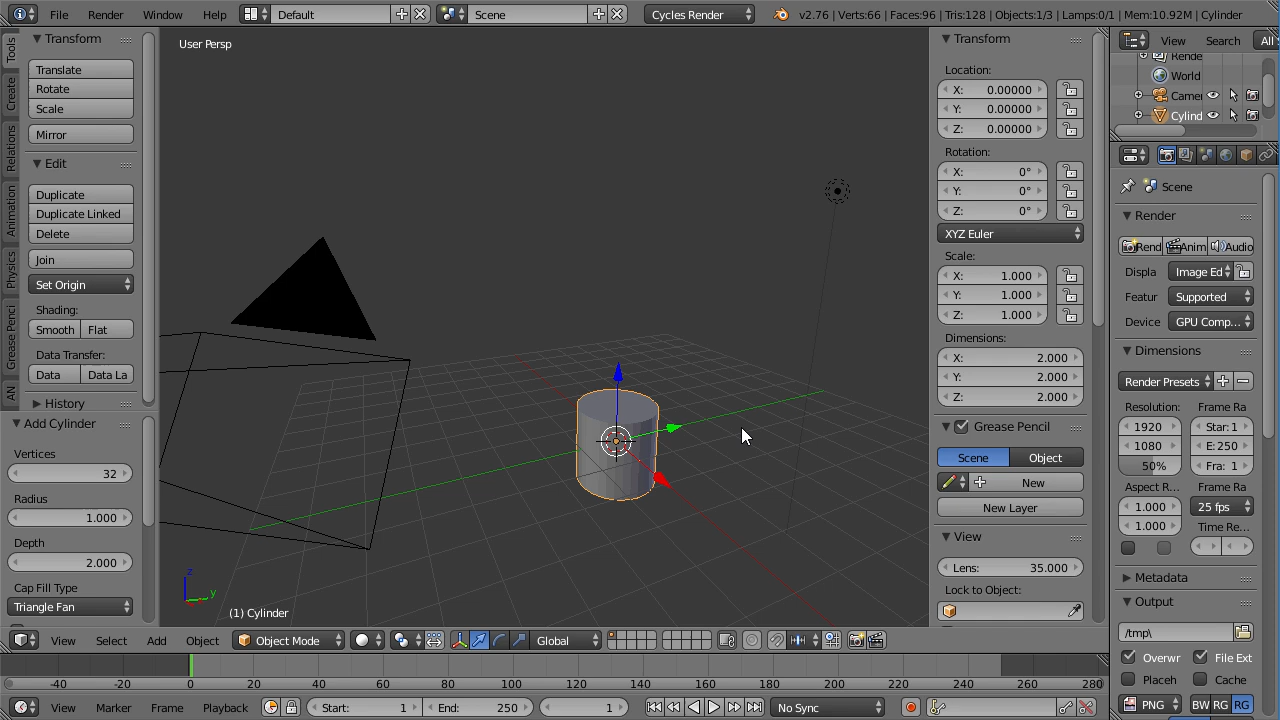 File Render Window Help Default Scene Cycles Render v2.76 | Verts:66 | Faces:96 | Tris:128 | Objects:1/3 | Lamps:0/1 | Mem:10.92M | Cylinder
Tools
Create
Relations
Animation
Physics
Grease Penci
AN
Transform
Translate
Rotate
Scale
Mirror
Edit
Duplicate
Duplicate Linked
Delete
Join
Set Origin
Shading:
Smooth Flat
Data Transfer:
Data Data La
History
Add Cylinder
Vertices
32
Radius
1.000
Depth
2.000
Cap Fill Type
Triangle Fan
User Persp
z
y
(1) Cylinder
Transform
Location:
X: 0.00000
Y: 0.00000
Z: 0.00000
Rotation:
X: 0°
Y: 0°
Z: 0°
XYZ Euler
Scale:
X: 1.000
Y: 1.000
Z: 1.000
Dimensions:
X: 2.000
Y: 2.000
Z: 2.000
Grease Pencil
Scene Object
New
New Layer
View
Lens: 35.000
Lock to Object:
View Search All
Rende
World
Camer
Cylind
Scene
Render
Rend Anim Audio
Displa Image Ed
Featur Supported
Device GPU Comp...
Dimensions
Render Presets
Resolution: Frame Ra
1920 Star: 1
1080 E: 250
50% Fra: 1
Aspect R... Frame Ra
1.000 25 fps
1.000 Time Re...
Metadata
Output
/tmp\
Overwr File Ext
Placeh Cache
PNG BW RG RG
View Select Add Object Object Mode Global
-40 -20 0 20 40 60 80 100 120 140 160 180 200 220 240 260 280
View Marker Frame Playback Start: 1 End: 250 1 No Sync